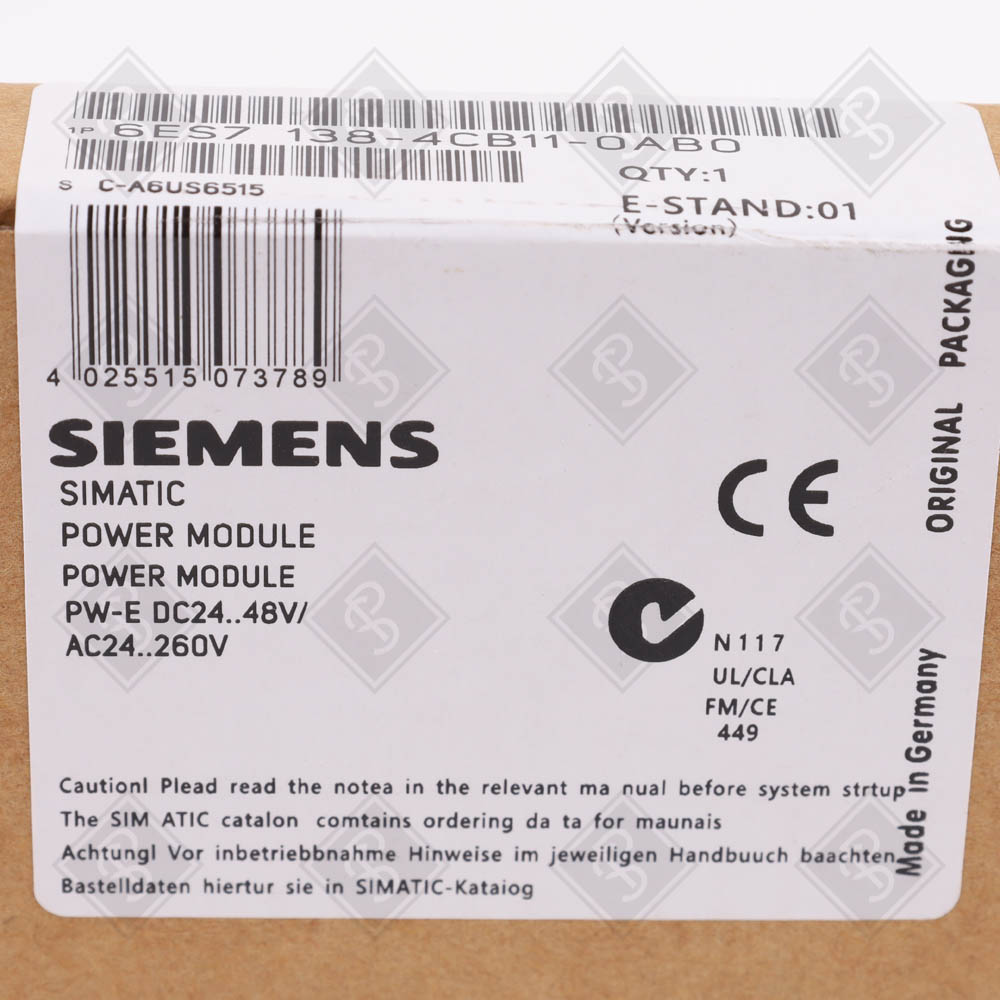 1P 6ES7 138-4CB11-0AB0
S C-A6US6515
QTY:1
E-STAND:01
(Version)
4 025515 073789
SIEMENS
SIMATIC
POWER MODULE
POWER MODULE
PW-E DC24..48V/
AC24..260V
CE
N117
UL/CLA
FM/CE
449
ORIGINAL PACKAGING
Made in Germany
Cautionl Plead read the notea in the relevant ma nual before system strtup
The SIM ATIC catalon comtains ordering da ta for maunais
Achtungl Vor inbetriebbnahme Hinweise im jeweiligen Handbuuch baachten
Bastelldaten hiertur sie in SIMATIC-Kataiog